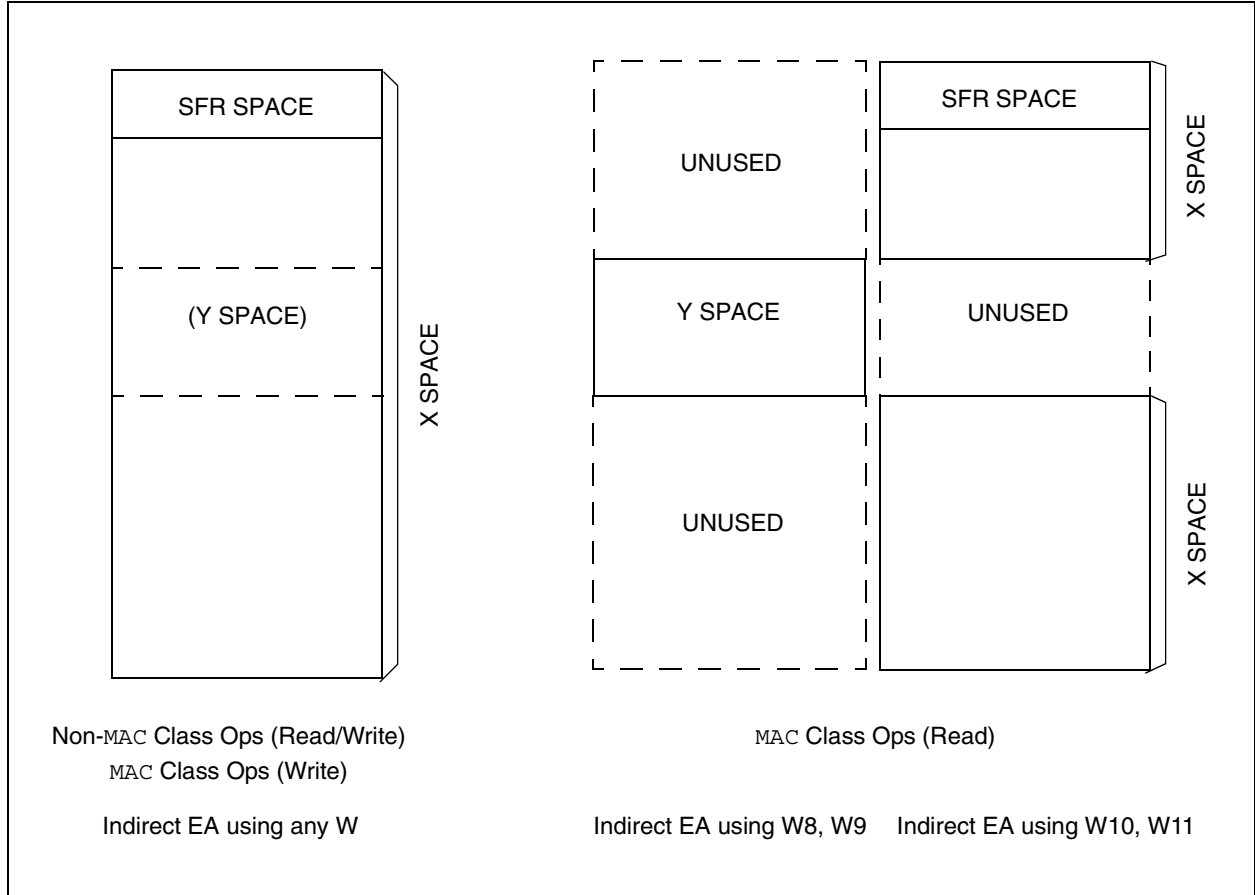 SFR SPACE
(Y SPACE)
X SPACE
Non-MAC Class Ops (Read/Write)
MAC Class Ops (Write)
Indirect EA using any W
UNUSED
Y SPACE
UNUSED
SFR SPACE
X SPACE
UNUSED
X SPACE
MAC Class Ops (Read)
Indirect EA using W8, W9
Indirect EA using W10, W11